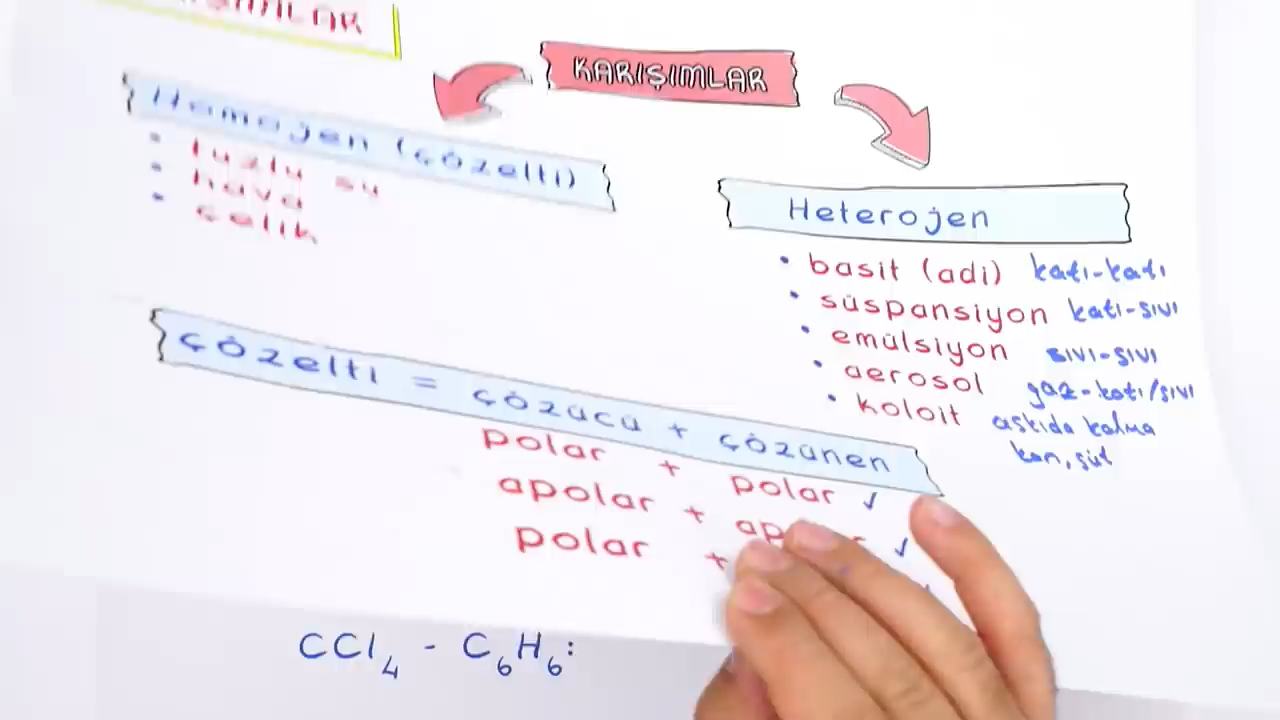 KARIŞIMLAR
Homojen (çözelti)
• tuzlu su
• hava
• çelik
Heterojen
• basit (adi) katı-katı
• süspansiyon katı-sıvı
• emülsiyon sıvı-sıvı
• aerosol gaz-katı/sıvı
• koloit askıda kalma
kan, süt
çözelti = çözücü + çözünen
polar + polar ✓
apolar + ✓
polar +
CCl₄ - C₆H₆: